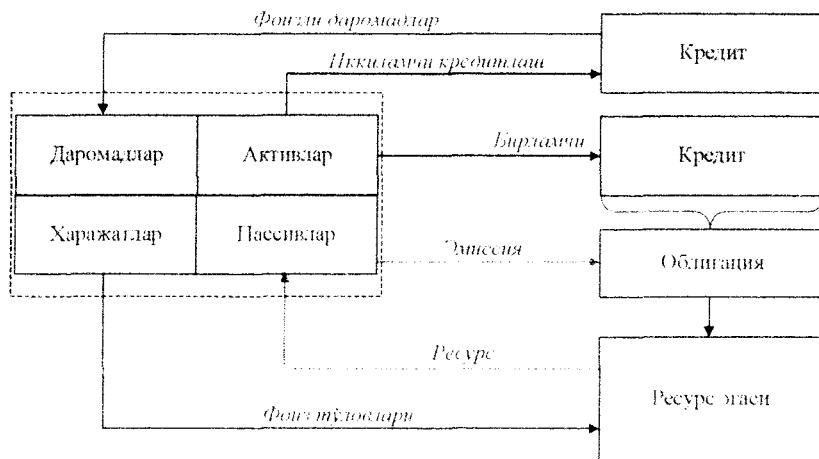 Фоизли даромадлар
Кредит
Иккиламчи кредитлаш
Бирламчи
Даромадлар
Активлар
Кредит
Харажатлар
Пассивлар
Эмиссия
Облигация
Ресурс
Ресурс эгаси
Фоиз тўловлари